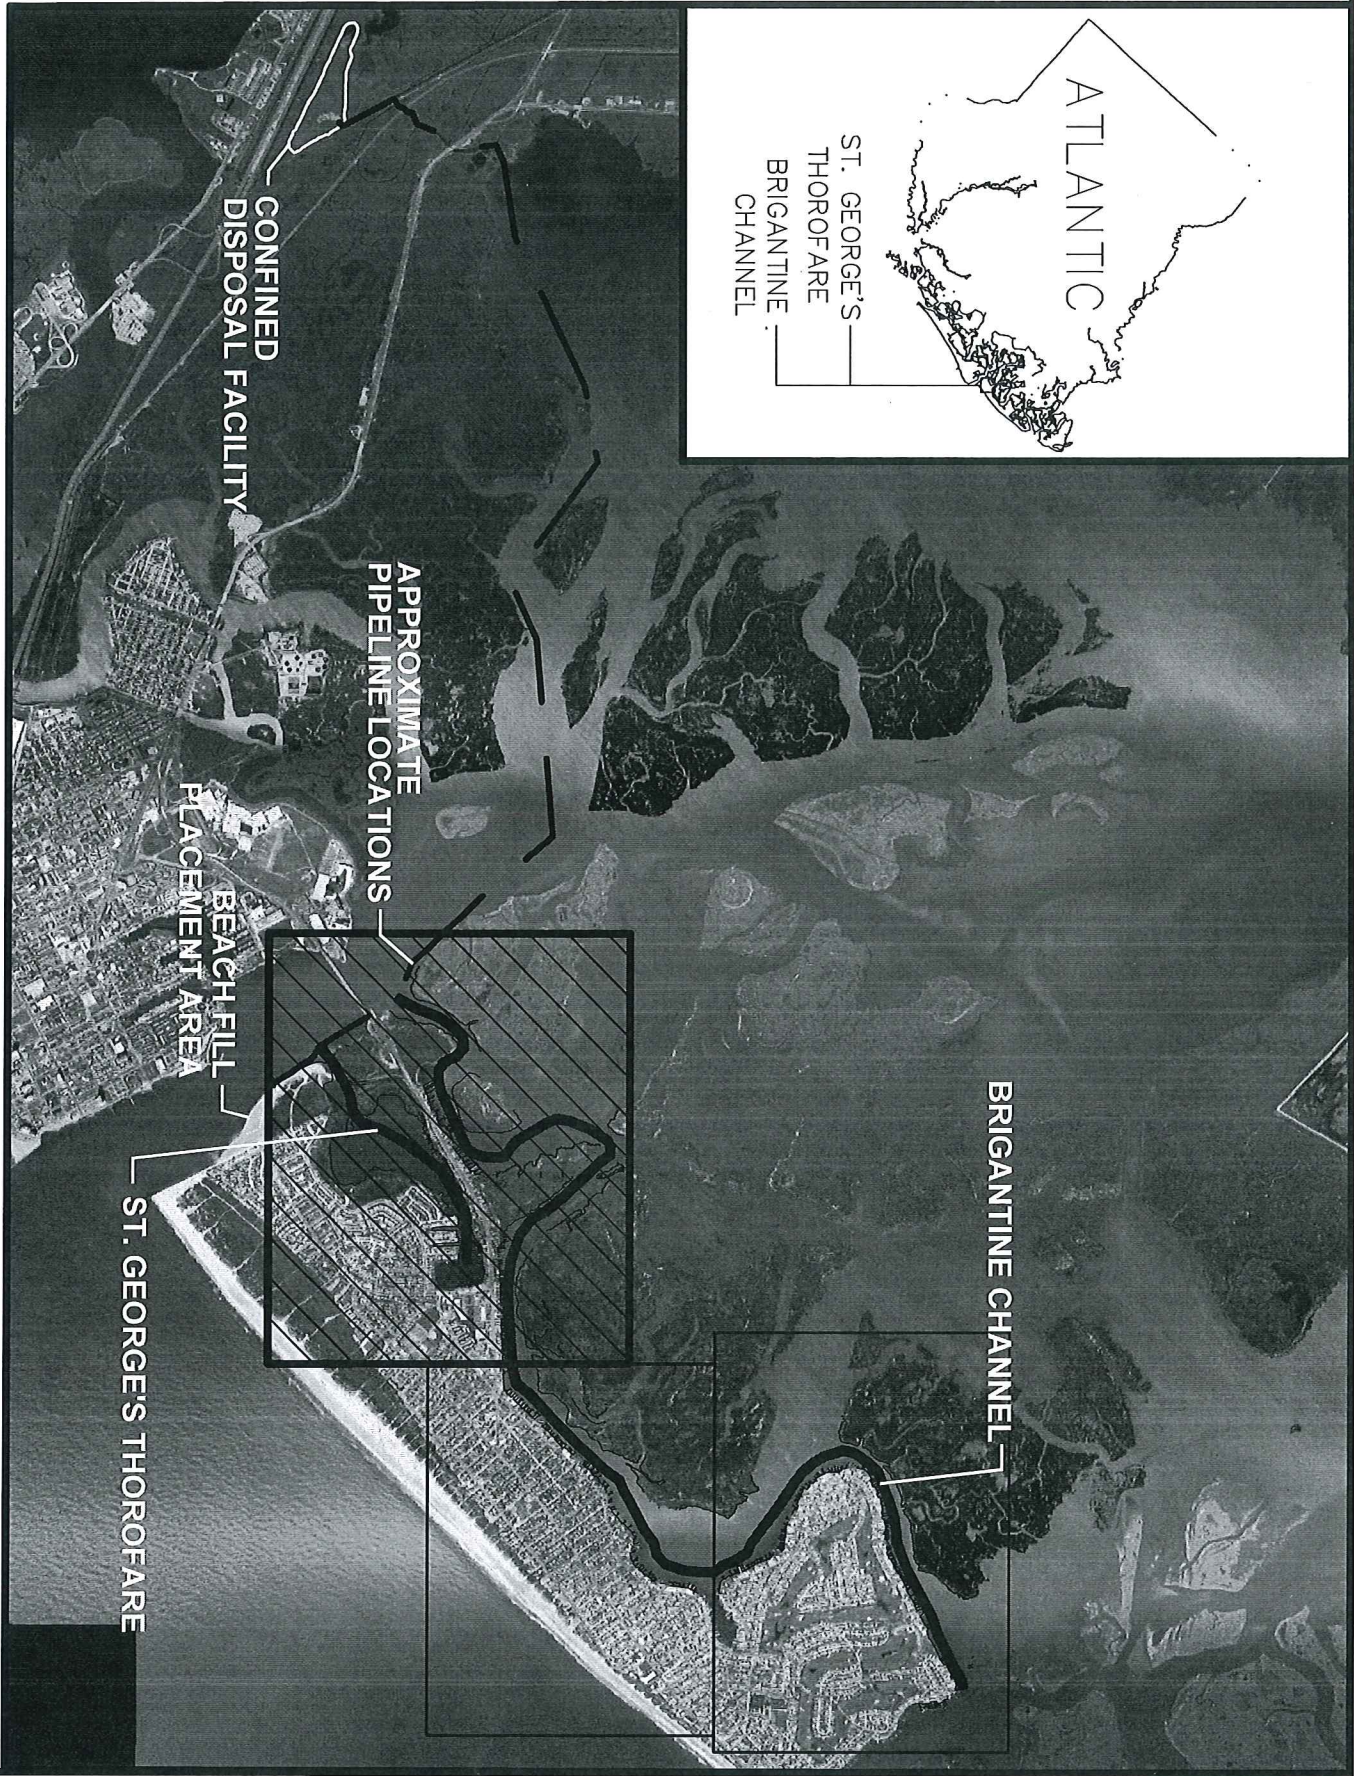 ATLANTIC
ST. GEORGE'S
THOROFARE
BRIGANTINE
CHANNEL
BRIGANTINE CHANNEL
APPROXIMATE
PIPELINE LOCATIONS
CONFINED
DISPOSAL FACILITY
BEACH FILL
PLACEMENT AREA
ST. GEORGE'S THOROFARE